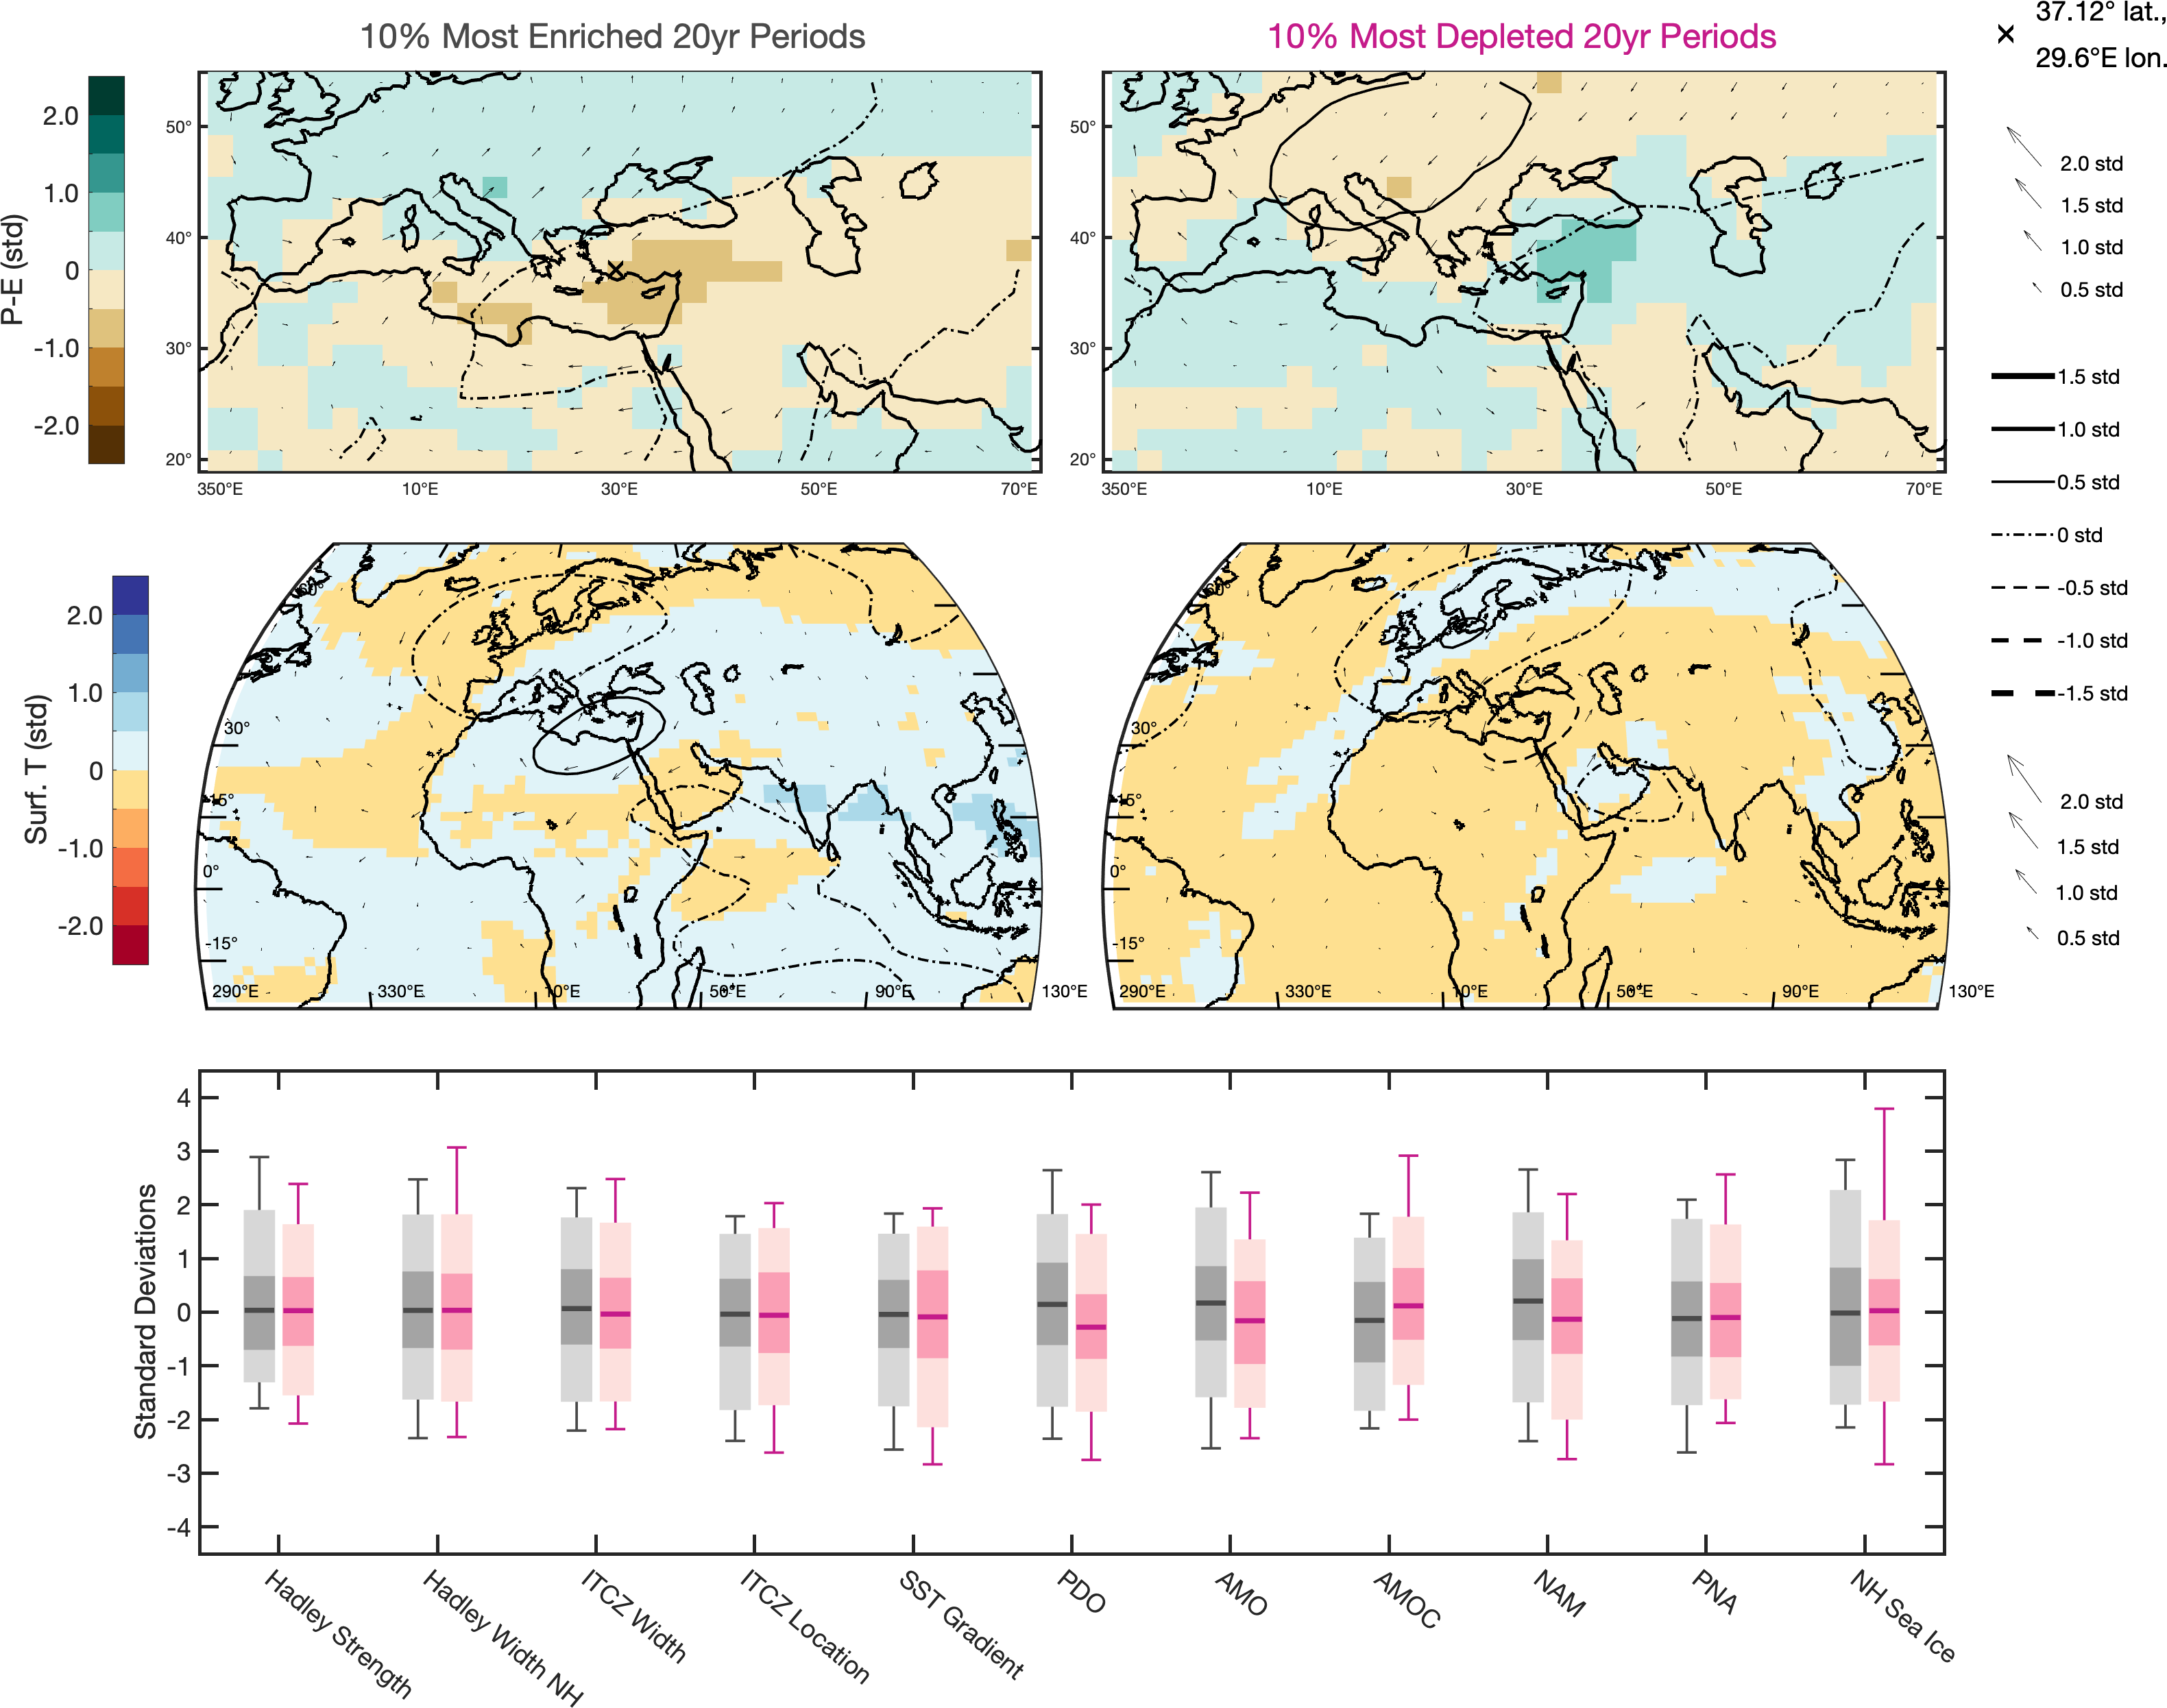 10% Most Enriched 20yr Periods
10% Most Depleted 20yr Periods
37.12° lat.,
29.6°E lon.
P-E (std)
2.0
1.0
0
-1.0
-2.0
50°
40°
30°
20°
350°E
10°E
30°E
50°E
70°E
50°
40°
30°
20°
350°E
10°E
30°E
50°E
70°E
2.0 std
1.5 std
1.0 std
0.5 std
1.5 std
1.0 std
0.5 std
0 std
-0.5 std
-1.0 std
-1.5 std
Surf. T (std)
2.0
1.0
0
-1.0
-2.0
60°
30°
15°
0°
-15°
290°E
330°E
10°E
50°E
90°E
130°E
60°
30°
15°
0°
-15°
290°E
330°E
10°E
50°E
90°E
130°E
2.0 std
1.5 std
1.0 std
0.5 std
Standard Deviations
4
3
2
1
0
-1
-2
-3
-4
Hadley Strength
Hadley Width NH
ITCZ Width
ITCZ Location
SST Gradient
PDO
AMO
AMOC
NAM
PNA
NH Sea Ice